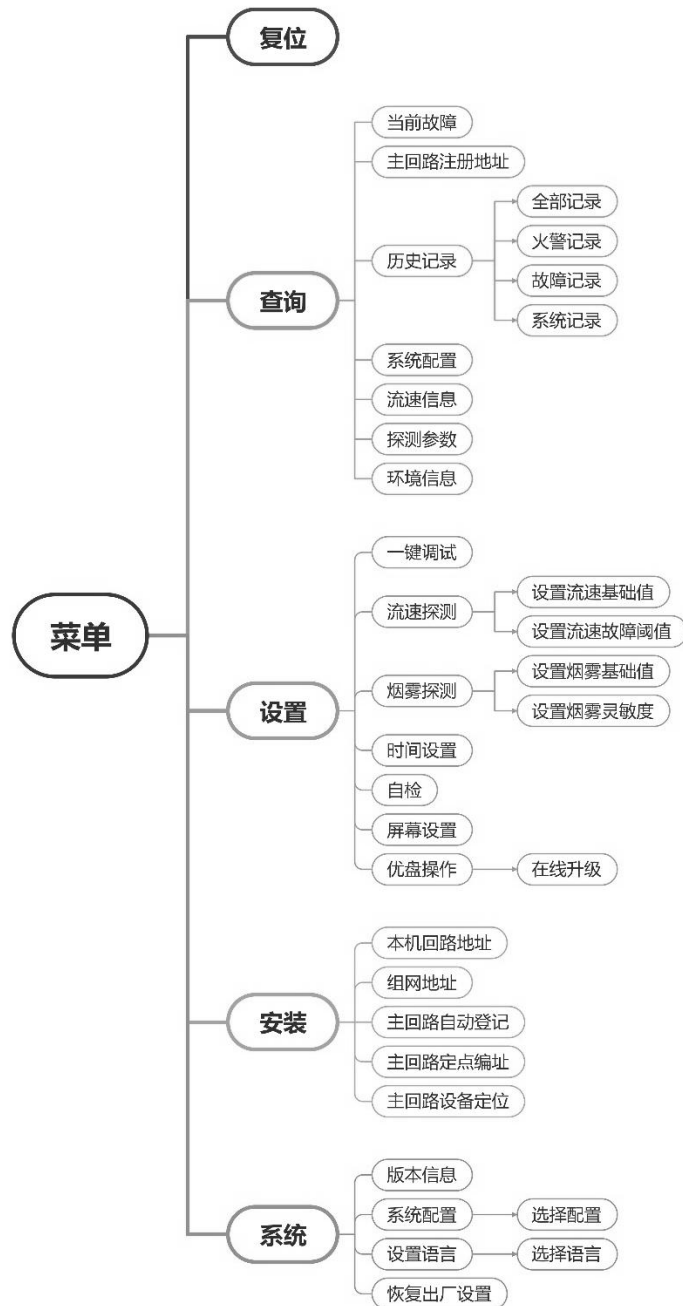 复位
当前故障
主回路注册地址
全部记录
火警记录
历史记录
故障记录
查询
系统记录
系统配置
流速信息
探测参数
环境信息
一键调试
设置流速基础值
流速探测
设置流速故障阈值
菜单
设置烟雾基础值
烟雾探测
设置
设置烟雾灵敏度
时间设置
自检
屏幕设置
优盘操作
在线升级
本机回路地址
组网地址
安装
主回路自动登记
主回路定点编址
主回路设备定位
版本信息
系统配置
选择配置
系统
设置语言
选择语言
恢复出厂设置